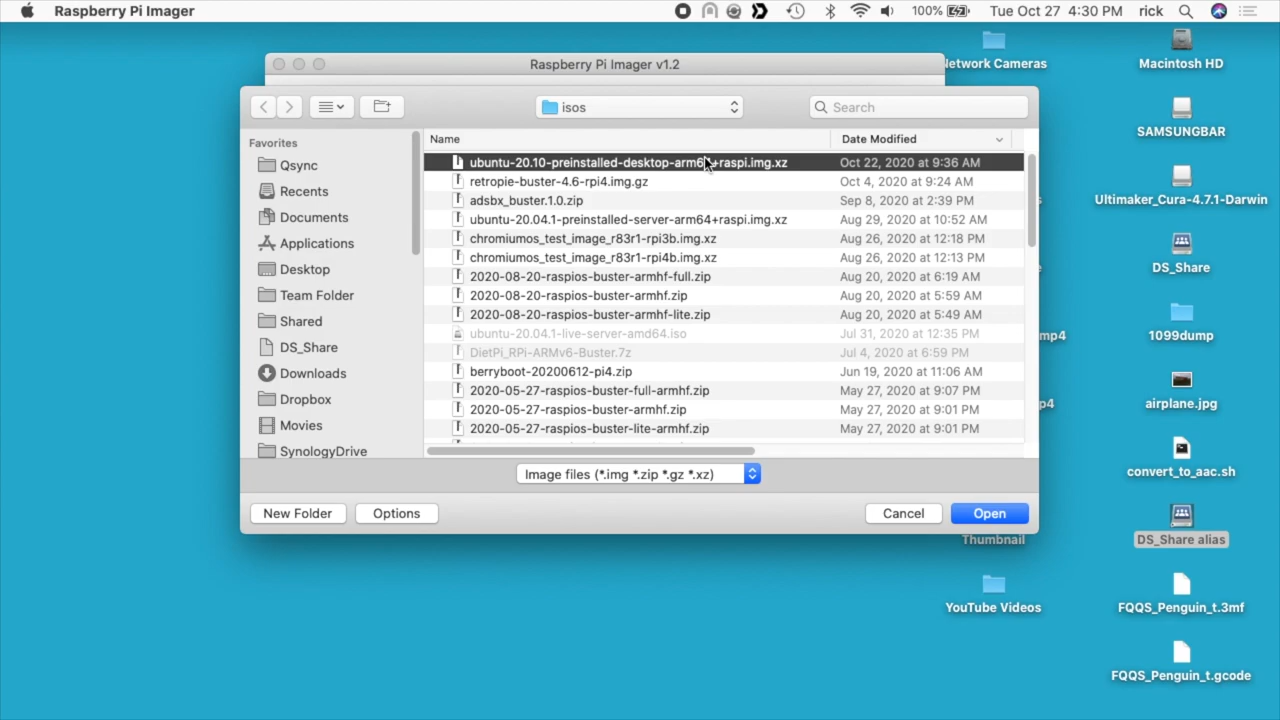 Raspberry Pi Imager
100%
Tue Oct 27 4:30 PM
rick
Raspberry Pi Imager v1.2
isos
Search
Favorites
Qsync
Recents
Documents
Applications
Desktop
Team Folder
Shared
DS_Share
Downloads
Dropbox
Movies
SynologyDrive
Name Date Modified
ubuntu-20.10-preinstalled-desktop-arm64+raspi.img.xz Oct 22, 2020 at 9:36 AM
retropie-buster-4.6-rpi4.img.gz Oct 4, 2020 at 9:24 AM
adsbx_buster.1.0.zip Sep 8, 2020 at 2:39 PM
ubuntu-20.04.1-preinstalled-server-arm64+raspi.img.xz Aug 29, 2020 at 10:52 AM
chromiumos_test_image_r83r1-rpi3b.img.xz Aug 26, 2020 at 12:18 PM
chromiumos_test_image_r83r1-rpi4b.img.xz Aug 26, 2020 at 12:13 PM
2020-08-20-raspios-buster-armhf-full.zip Aug 20, 2020 at 6:19 AM
2020-08-20-raspios-buster-armhf.zip Aug 20, 2020 at 5:59 AM
2020-08-20-raspios-buster-armhf-lite.zip Aug 20, 2020 at 5:49 AM
ubuntu-20.04.1-live-server-amd64.iso Jul 31, 2020 at 12:35 PM
DietPi_RPi-ARMv6-Buster.7z Jul 4, 2020 at 6:59 PM
berryboot-20200612-pi4.zip Jun 19, 2020 at 11:06 AM
2020-05-27-raspios-buster-full-armhf.zip May 27, 2020 at 9:07 PM
2020-05-27-raspios-buster-armhf.zip May 27, 2020 at 9:01 PM
2020-05-27-raspios-buster-lite-armhf.zip May 27, 2020 at 9:01 PM
Image files (*.img *.zip *.gz *.xz)
New Folder
Options
Cancel
Open
Network Cameras
mp4
p4
Thumbnail
YouTube Videos
Macintosh HD
SAMSUNGBAR
Ultimaker_Cura-4.7.1-Darwin
DS_Share
1099dump
airplane.jpg
convert_to_aac.sh
DS_Share alias
FQQS_Penguin_t.3mf
FQQS_Penguin_t.gcode